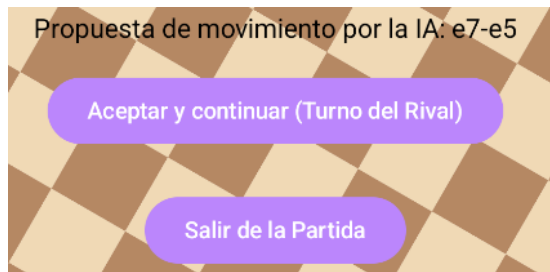 Propuesta de movimiento por la IA: e7-e5
Aceptar y continuar (Turno del Rival)
Salir de la Partida